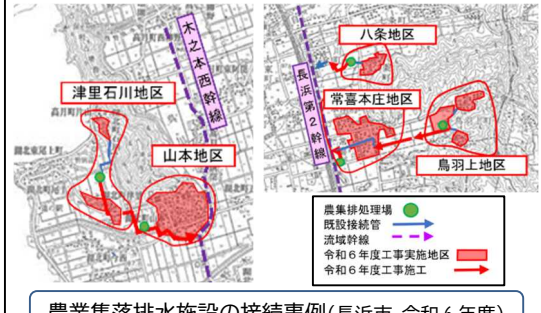 木之本西幹線
津里石川地区
山本地区
八条地区
長浜第2幹線
常喜本庄地区
鳥羽上地区
農集排処理場
既設接続管
流域幹線
令和6年度工事実施地区
令和6年度工事施工
農業集落排水施設の接続事例(長浜市 令和6年度)